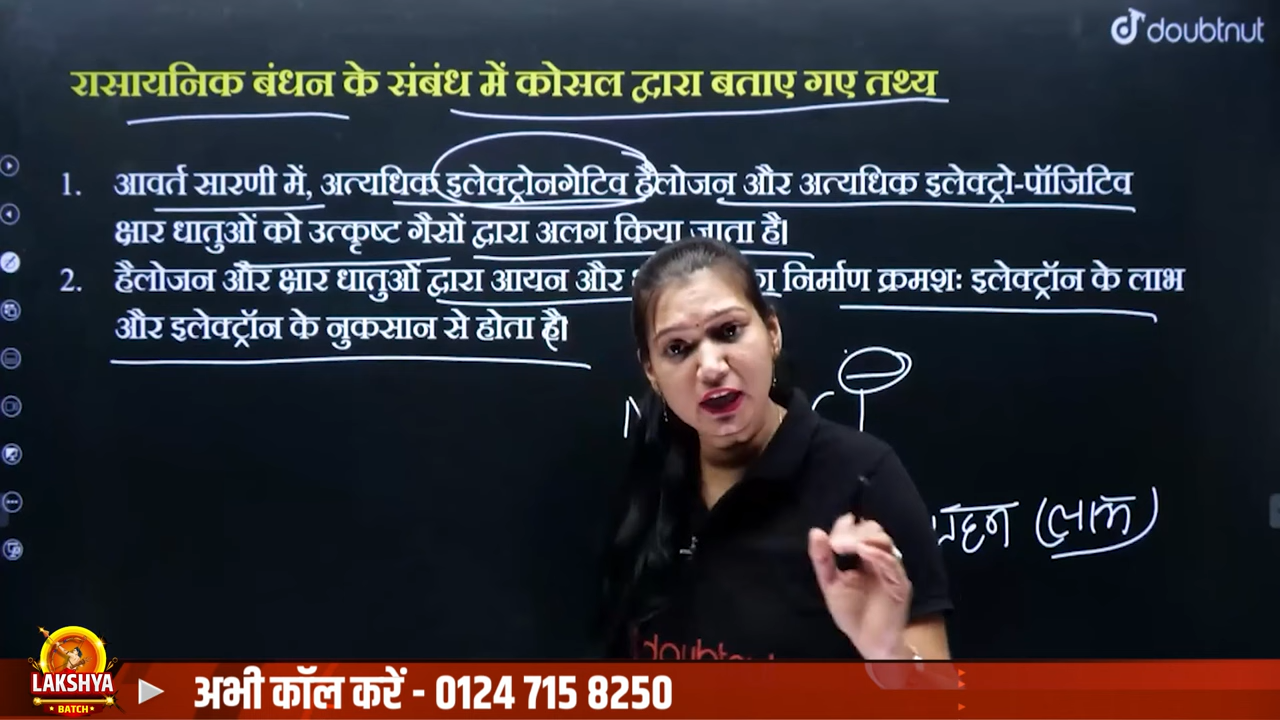 doubtnut
रासायनिक बंधन के संबंध में कोसल द्वारा बताए गए तथ्य
1. आवर्त सारणी में, अत्यधिक इलेक्ट्रोनगेटिव हैलोजन और अत्यधिक इलेक्ट्रो-पॉजिटिव
क्षार धातुओं को उत्कृष्ट गैसों द्वारा अलग किया जाता है।
2. हैलोजन और क्षार धातुओं द्वारा आयन और का निर्माण क्रमशः इलेक्ट्रॉन के लाभ
और इलेक्ट्रॉन के नुकसान से होता है।
(लाभ)
doubtnut
LAKSHYA
BATCH
अभी कॉल करें - 0124 715 8250